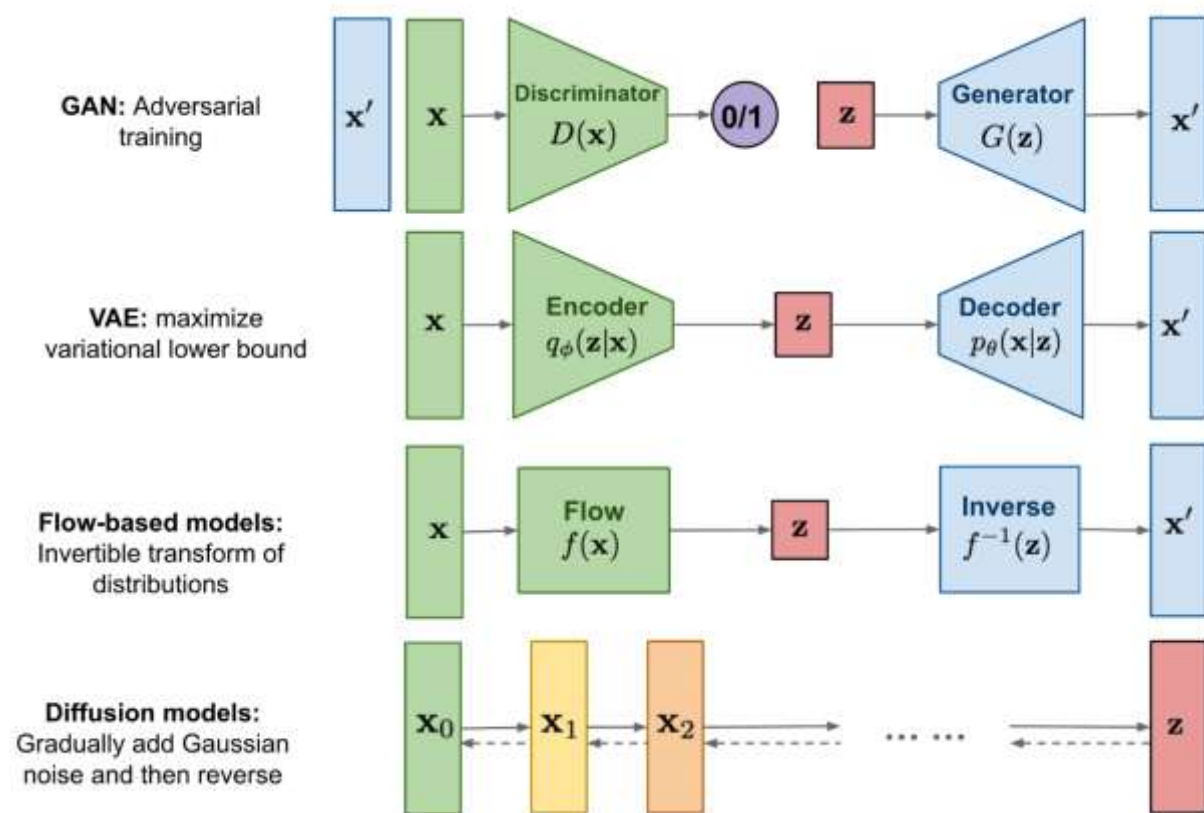 GAN: Adversarial
training
x′
x
Discriminator
D(x)
0/1
z
Generator
G(z)
x′
VAE: maximize
variational lower bound
x
Encoder
qϕ(z|x)
z
Decoder
pθ(x|z)
x′
Flow-based models:
Invertible transform of
distributions
x
Flow
f(x)
z
Inverse
f⁻¹(z)
x′
Diffusion models:
Gradually add Gaussian
noise and then reverse
x₀
x₁
x₂
... ...
z